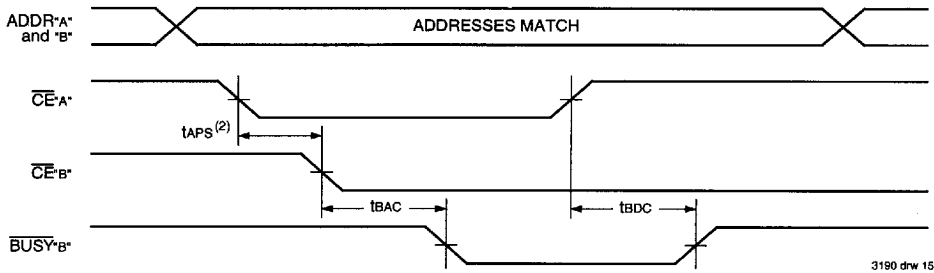 ADDR"A"
and "B"
ADDRESSES MATCH
CE"A"
tAPS(2)
CE"B"
tBAC
tBDC
BUSY"B"
3190 drw 15